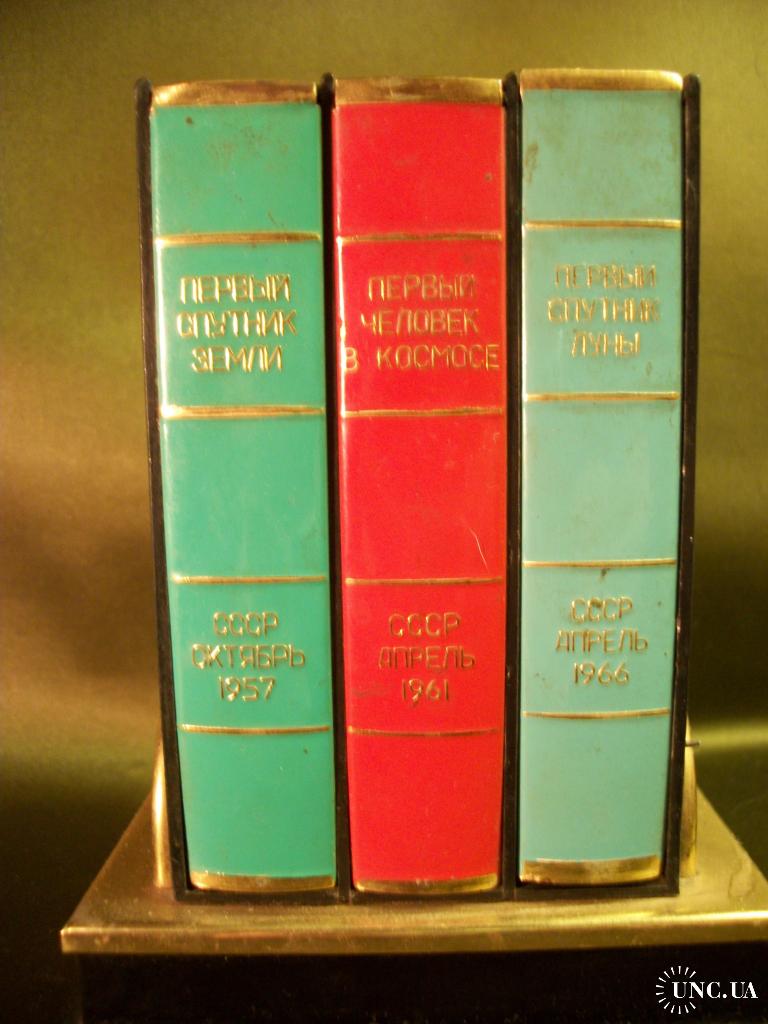 ПЕРВЫЙ
СПУТНИК
ЗЕМЛИ
СССР
ОКТЯБРЬ
1957
ПЕРВЫЙ
ЧЕЛОВЕК
В КОСМОСЕ
СССР
АПРЕЛЬ
1961
ПЕРВЫЙ
СПУТНИК
ЛУНЫ
СССР
АПРЕЛЬ
1966
UNC.UA